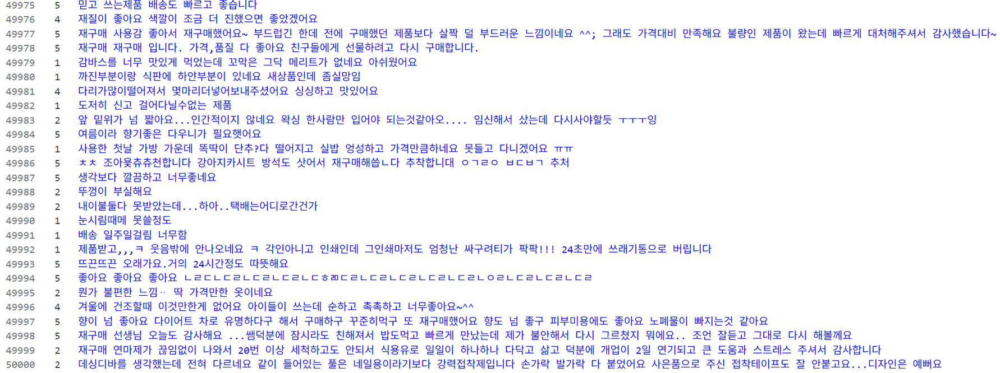 49975 5 믿고 쓰는제품 배송도 빠르고 좋습니다
49976 4 재질이 좋아요 색깔이 조금 더 진했으면 좋았겠어요
49977 5 재구매 사용감 좋아서 재구매했어요~ 부드럽긴 한데 전에 구매했던 제품보다 살짝 덜 부드러운 느낌이네요 ^^; 그래도 가격대비 만족해요 불량인 제품이 왔는데 빠르게 대처해주셔서 감사했습니다~
49978 5 재구매 재구매 입니다. 가격,품질 다 좋아요 친구들에게 선물하려고 다시 구매합니다.
49979 1 감바스를 너무 맛있게 먹었는데 꼬막은 그닥 메리트가 없네요 아쉬웠어요
49980 1 까진부분이랑 식판에 하얀부분이 있네요 새상품인데 좀실망임
49981 4 다리가많이떨어져서 몇마리더넣어보내주셨어요 싱싱하고 맛있어요
49982 1 도저히 신고 걸어다닐수없는 제품
49983 2 앞 밑위가 넘 짧아요...인간적이지 않네요 왁싱 한사람만 입어야 되는것같아오.... 임신해서 샀는데 다시사야할듯 ㅜㅜㅜ잉
49984 5 여름이라 향기좋은 다우니가 필요햇어요
49985 1 사용한 첫날 가방 가운데 똑딱이 단추?다 떨어지고 실밥 엉성하고 가격만큼하네요 못들고 다니겠어요 ㅠㅠ
49986 5 ㅊㅊ 조아욪츄츄천합니다 강아지카시트 방석도 삿어서 재구매해씁ㄴ다 추착합니대 ㅇㄱㄹㅇ ㅂㄷㅂㄱ 추처
49987 5 생각보다 깔끔하고 너무좋네요
49988 2 뚜껑이 부실해요
49989 2 내이불둘다 못받았는데...하아..택배는어디로간건가
49990 1 눈시림때메 못쓸정도
49991 1 배송 일주일걸림 너무함
49992 1 제품받고,,,ㅋ 웃음밖에 안나오네요 ㅋ 각인아니고 인쇄인데 그인쇄마저도 엄청난 싸구려티가 팍팍!!! 24초만에 쓰래기통으로 버립니다
49993 5 뜨끈뜨끈 오래가요.거의 24시간정도 따뜻해요
49994 5 좋아요 좋아요 좋아요
49995 2 뭔가 불편한 느낌·· 딱 가격만한 옷이네요
49996 4 겨울에 건조할때 이것만한게 없어요 아이들이 쓰는데 순하고 촉촉하고 너무좋아요~^^
49997 5 향이 넘 좋아요 다이어트 차로 유명하다구 해서 구매하구 꾸준히먹구 또 재구매했어요 향도 넘 좋구 피부미용에도 좋아요 노폐물이 빠지는것 같아요
49998 5 재구매 선생님 오늘도 감사해요 ...쌤덕분에 잠시라도 친해져서 밥도먹고 빠르게 만났는데 제가 불안해서 다시 그르쳤지 뭐에요.. 조언 잘듣고 그대로 다시 해볼께요
49999 2 재구매 연마제가 끊임없이 나와서 20번 이상 세척하고도 안되서 식용유로 일일이 하나하나 다닥고 삶고 덕분에 개업이 2일 연기되고 큰 도움과 스트레스 주셔서 감사합니다
50000 2 데싱디바를 생각했는데 전혀 다르네요 같이 들어있는 풀은 네일용이라기보다 강력접착제입니다 손가락 발가락 다 붙었어요 사은품으로 주신 접착테이프도 잘 안붙고요...디자인은 예뻐요